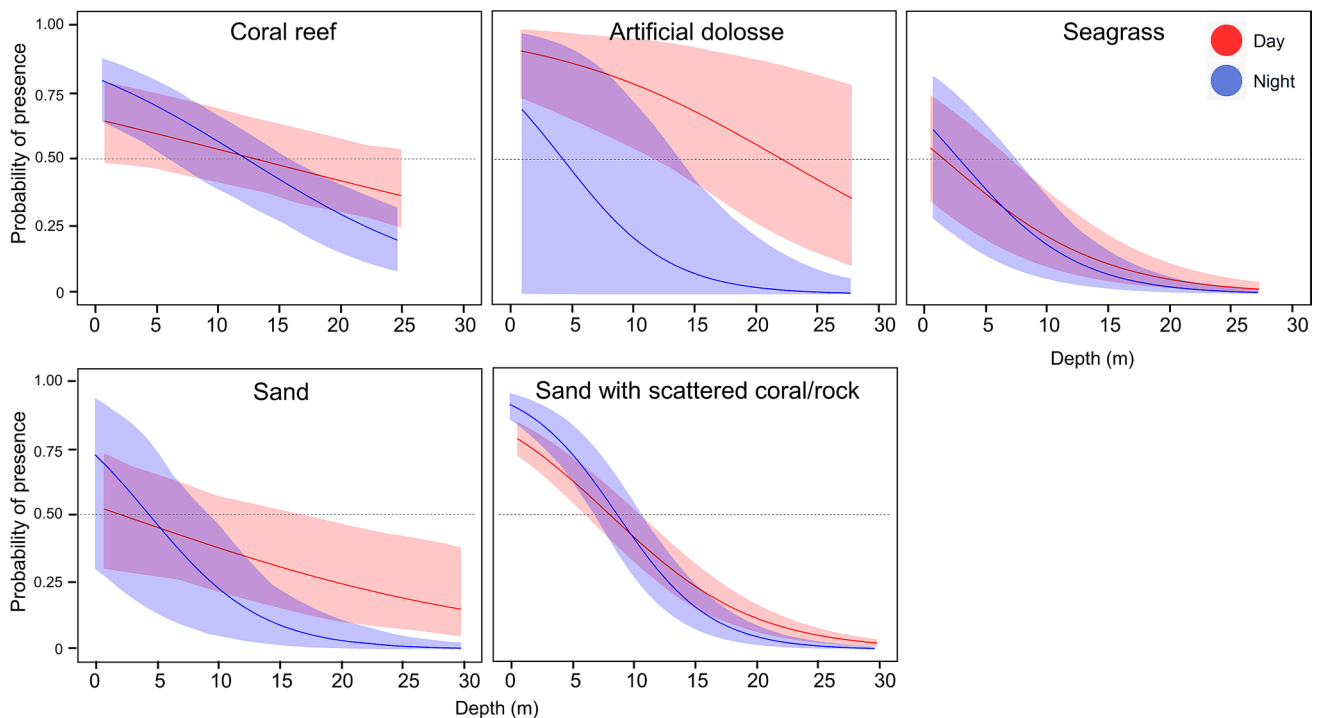 Coral reef
Artificial dolosse
Seagrass
Day
Night
Probability of presence
1.00
0.75
0.50
0.25
0
0 5 10 15 20 25 30
0 5 10 15 20 25 30
0 5 10 15 20 25 30
Depth (m)
Sand
Sand with scattered coral/rock
Probability of presence
1.00
0.75
0.50
0.25
0
0 5 10 15 20 25 30
0 5 10 15 20 25 30
Depth (m)